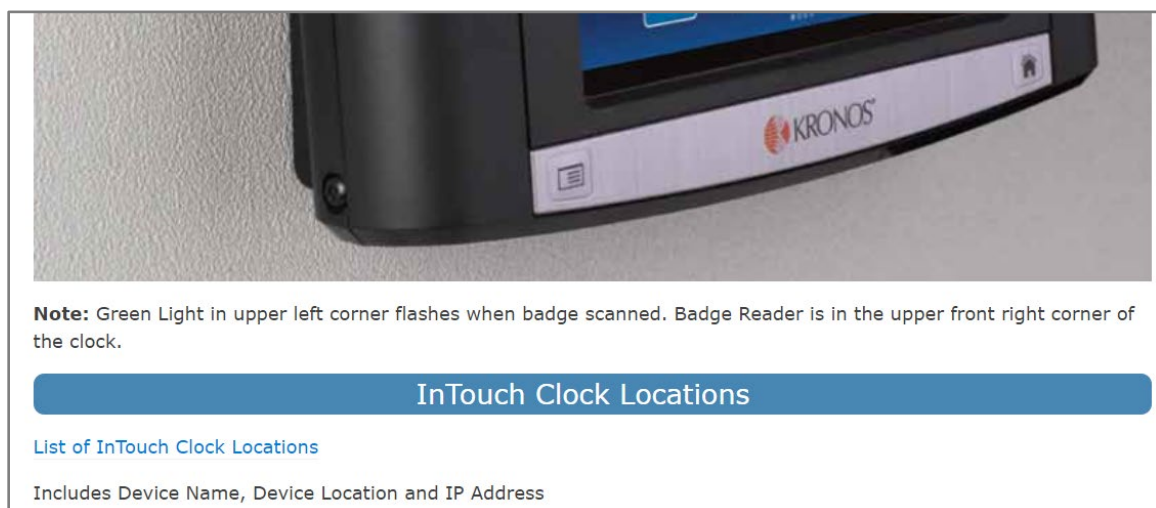 KRONOS
Note: Green Light in upper left corner flashes when badge scanned. Badge Reader is in the upper front right corner of
the clock.
InTouch Clock Locations
List of InTouch Clock Locations
Includes Device Name, Device Location and IP Address